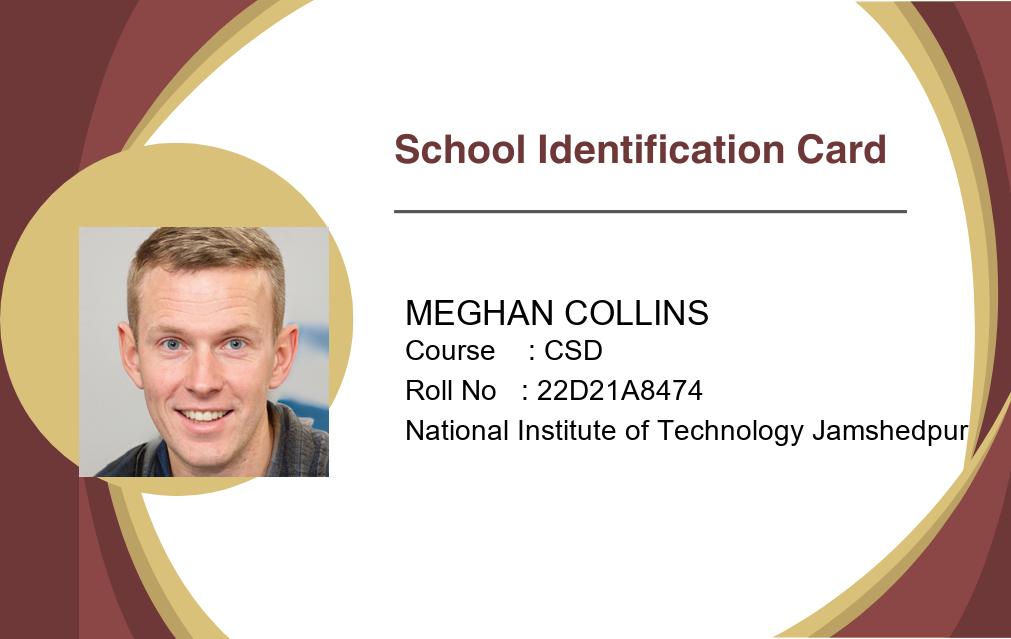 School Identification Card
MEGHAN COLLINS
Course : CSD
Roll No : 22D21A8474
National Institute of Technology Jamshedpur